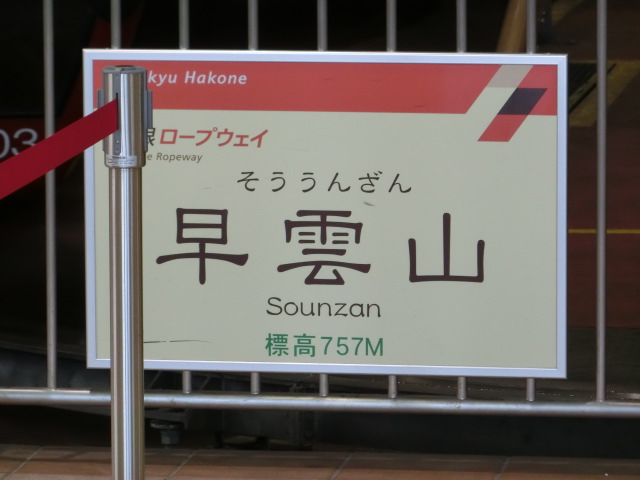 kyu Hakone
ロープウェイ
Ropeway
そううんざん
早雲山
Sounzan
標高757M
03